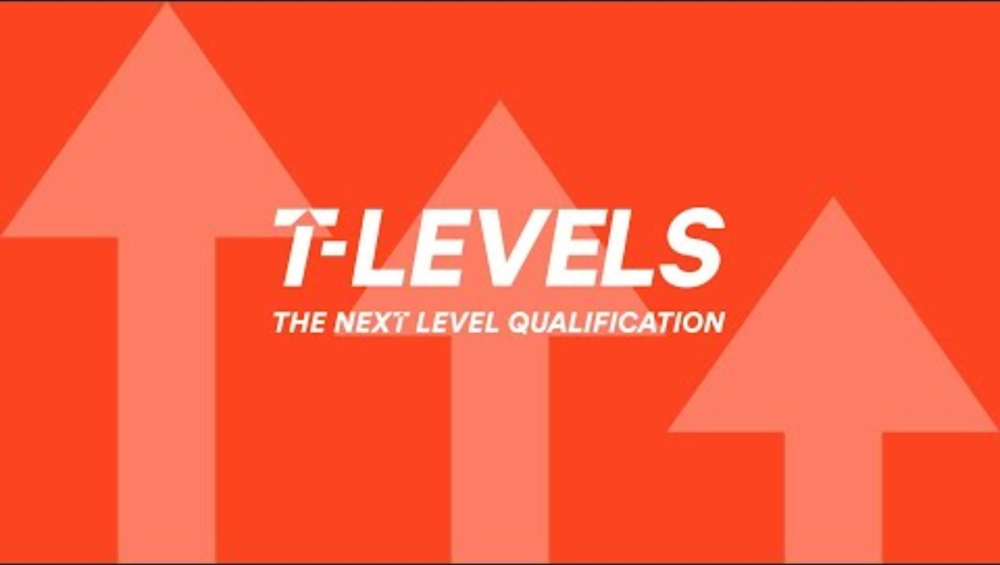 T-LEVELS
THE NEXT LEVEL QUALIFICATION